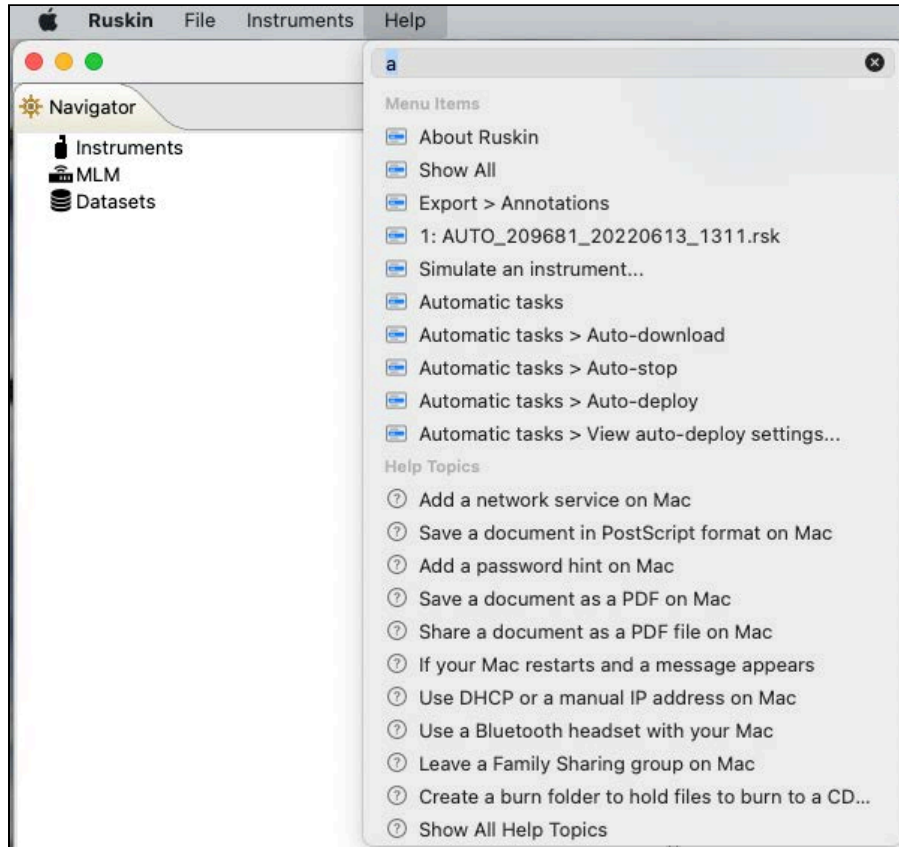 Ruskin File Instruments Help
a
Navigator
Instruments
MLM
Datasets
Menu Items
About Ruskin
Show All
Export > Annotations
1: AUTO_209681_20220613_1311.rsk
Simulate an instrument...
Automatic tasks
Automatic tasks > Auto-download
Automatic tasks > Auto-stop
Automatic tasks > Auto-deploy
Automatic tasks > View auto-deploy settings...
Help Topics
Add a network service on Mac
Save a document in PostScript format on Mac
Add a password hint on Mac
Save a document as a PDF on Mac
Share a document as a PDF file on Mac
If your Mac restarts and a message appears
Use DHCP or a manual IP address on Mac
Use a Bluetooth headset with your Mac
Leave a Family Sharing group on Mac
Create a burn folder to hold files to burn to a CD...
Show All Help Topics